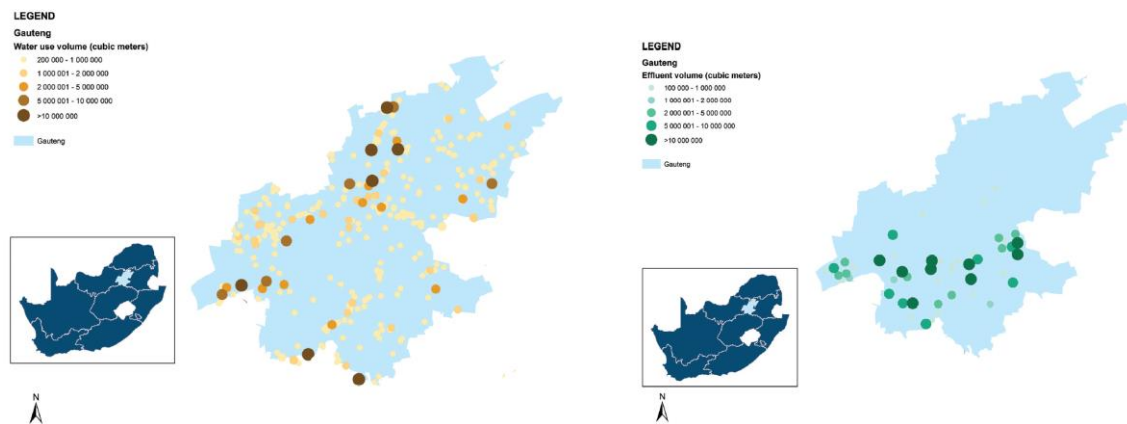 LEGEND
Gauteng
Water use volume (cubic meters)
200 000 - 1 000 000
1 000 001 - 2 000 000
2 000 001 - 5 000 000
5 000 001 - 10 000 000
>10 000 000
Gauteng
N
LEGEND
Gauteng
Effluent volume (cubic meters)
100 000 - 1 000 000
1 000 001 - 2 000 000
2 000 001 - 5 000 000
5 000 001 - 10 000 000
>10 000 000
Gauteng
N